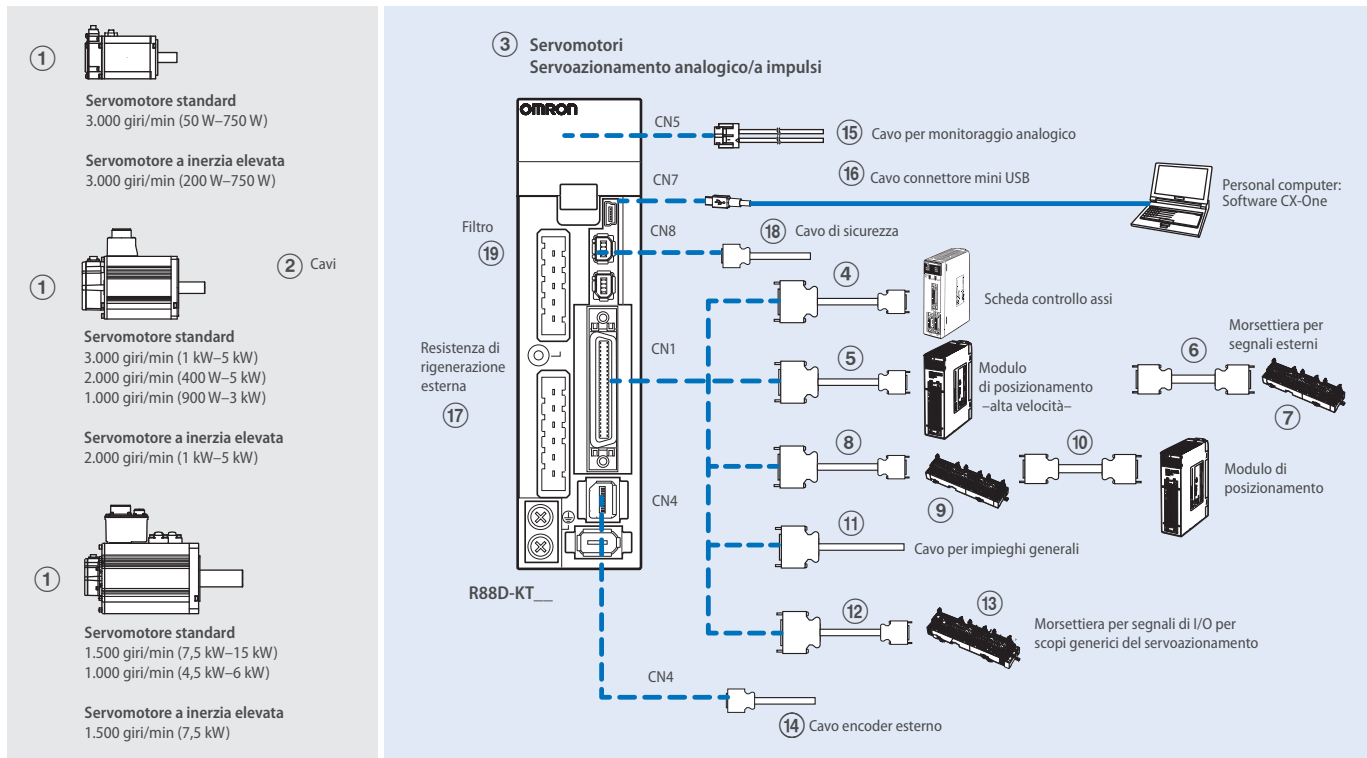 1
Servomotore standard
3.000 giri/min (50 W–750 W)
Servomotore a inerzia elevata
3.000 giri/min (200 W–750 W)
1
2 Cavi
Servomotore standard
3.000 giri/min (1 kW–5 kW)
2.000 giri/min (400 W–5 kW)
1.000 giri/min (900 W–3 kW)
Servomotore a inerzia elevata
2.000 giri/min (1 kW–5 kW)
1
Servomotore standard
1.500 giri/min (7,5 kW–15 kW)
1.000 giri/min (4,5 kW–6 kW)
Servomotore a inerzia elevata
1.500 giri/min (7,5 kW)
3 Servomotori
Servoazionamento analogico/a impulsi
OMRON
CN5
15 Cavo per monitoraggio analogico
CN7
16 Cavo connettore mini USB
Personal computer:
Software CX-One
Filtro
19
CN8
18 Cavo di sicurezza
4
Scheda controllo assi
Resistenza di
rigenerazione
esterna
17
CN1
5
Modulo
di posizionamento
–alta velocità–
6
Morsettiera per
segnali esterni
7
8
9
10
Modulo di
posizionamento
CN4
11
Cavo per impieghi generali
R88D-KT__
12
13
Morsettiera per segnali di I/O per
scopi generici del servoazionamento
CN4
14 Cavo encoder esterno